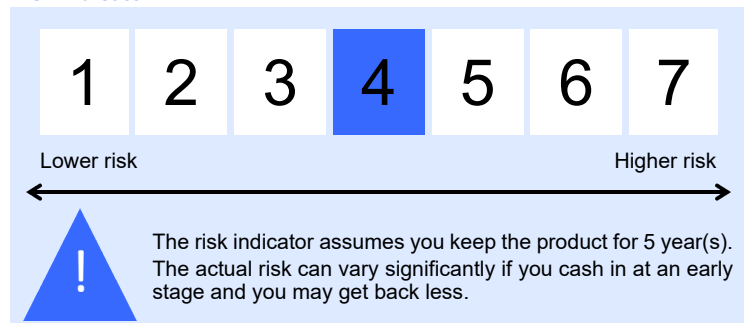 1 2 3 4 5 6 7
Lower risk Higher risk
!
The risk indicator assumes you keep the product for 5 year(s).
The actual risk can vary significantly if you cash in at an early
stage and you may get back less.